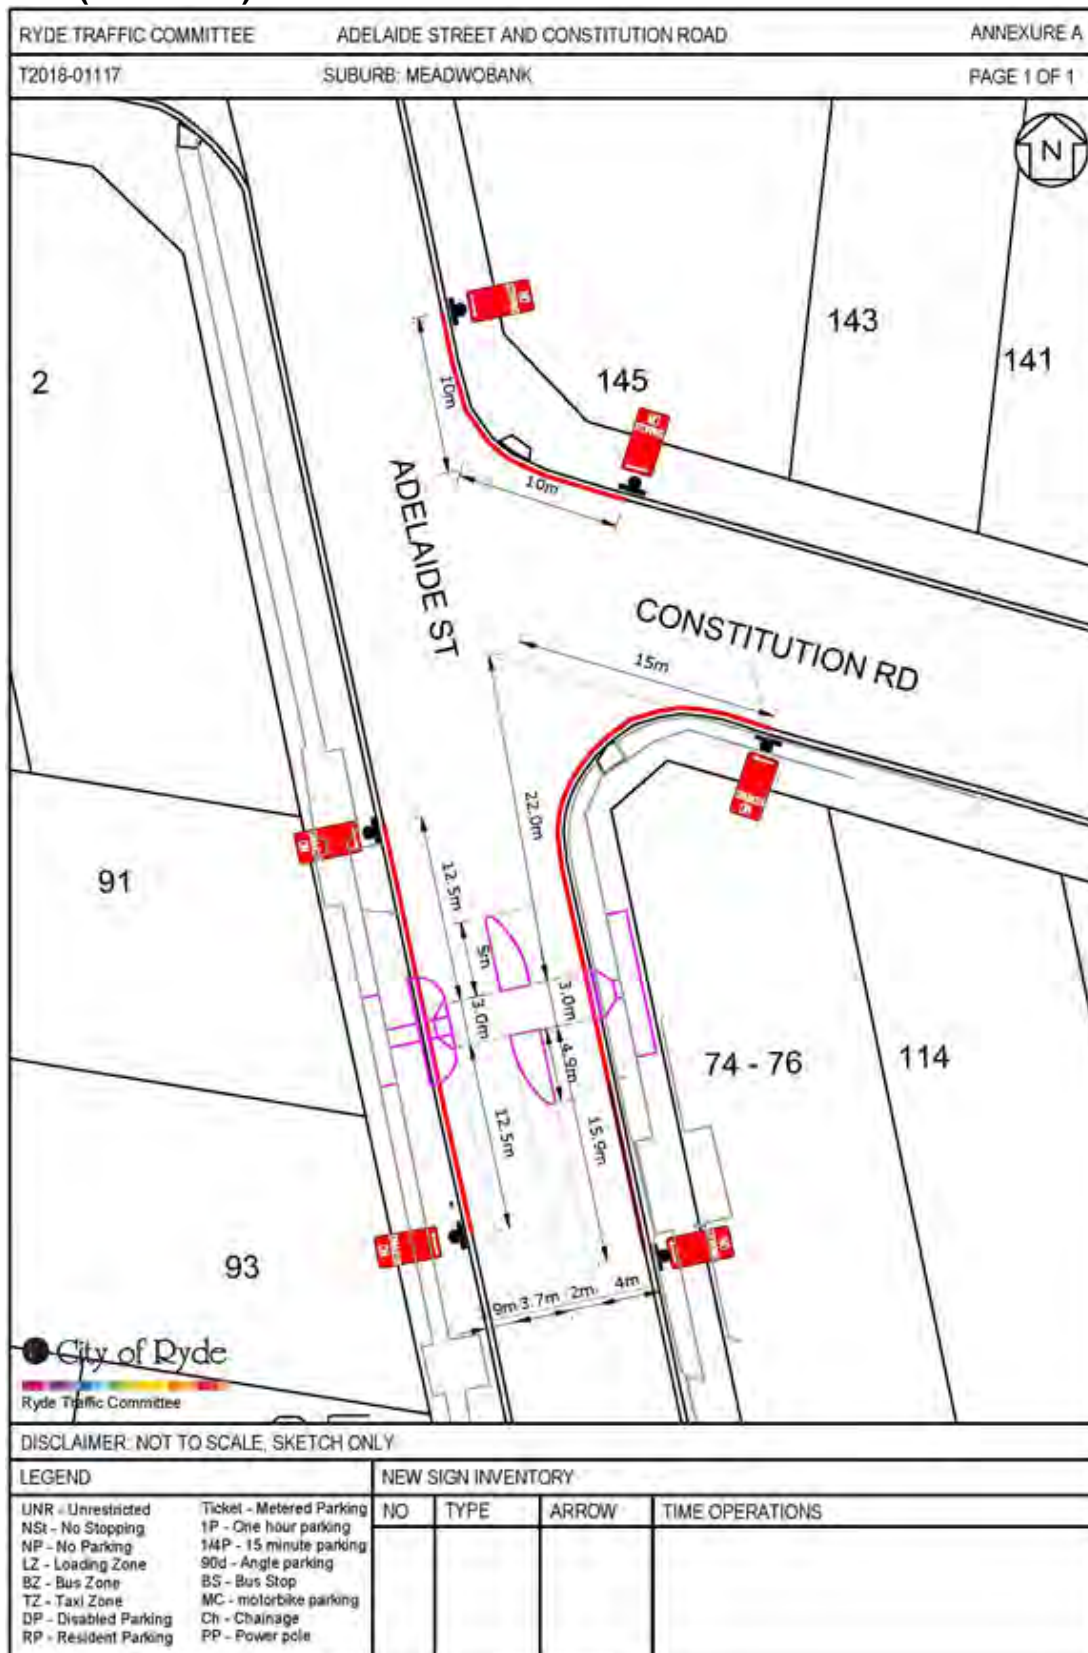 RYDE TRAFFIC COMMITTEE ADELAIDE STREET AND CONSTITUTION ROAD ANNEXURE A
T2018-01117 SUBURB: MEADWOBANK PAGE 1 OF 1
N
2
145
143
141
10m
10m
ADELAIDE ST
CONSTITUTION RD
15m
22.0m
91
12.5m
5m
3.0m
3.0m
4.9m
74 - 76
114
12.5m
15.9m
93
9m 3.7m 2m 4m
City of Ryde
Ryde Traffic Committee
DISCLAIMER: NOT TO SCALE, SKETCH ONLY
LEGEND
UNR - Unrestricted
NSt - No Stopping
NP - No Parking
LZ - Loading Zone
BZ - Bus Zone
TZ - Taxi Zone
DP - Disabled Parking
RP - Resident Parking
Ticket - Metered Parking
1P - One hour parking
1/4P - 15 minute parking
90d - Angle parking
BS - Bus Stop
MC - motorbike parking
Ch - Chainage
PP - Power pole
NEW SIGN INVENTORY
NO TYPE ARROW TIME OPERATIONS